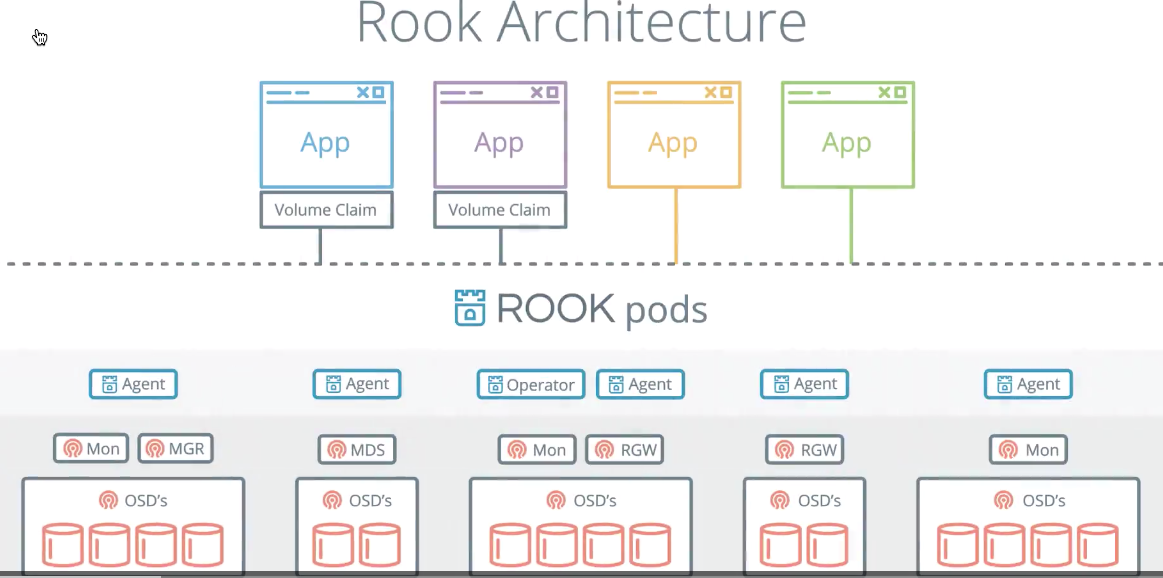 Rook Architecture
App App App App
Volume Claim Volume Claim
ROOK pods
Agent Agent Operator Agent Agent Agent
Mon MGR MDS Mon RGW RGW Mon
OSD's OSD's OSD's OSD's OSD's